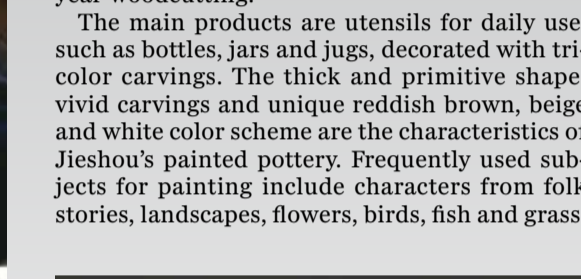 year woodcutting.
The main products are utensils for daily use
such as bottles, jars and jugs, decorated with tri-
color carvings. The thick and primitive shape
vivid carvings and unique reddish brown, beige
and white color scheme are the characteristics of
Jieshou’s painted pottery. Frequently used sub-
jects for painting include characters from folk
stories, landscapes, flowers, birds, fish and grass